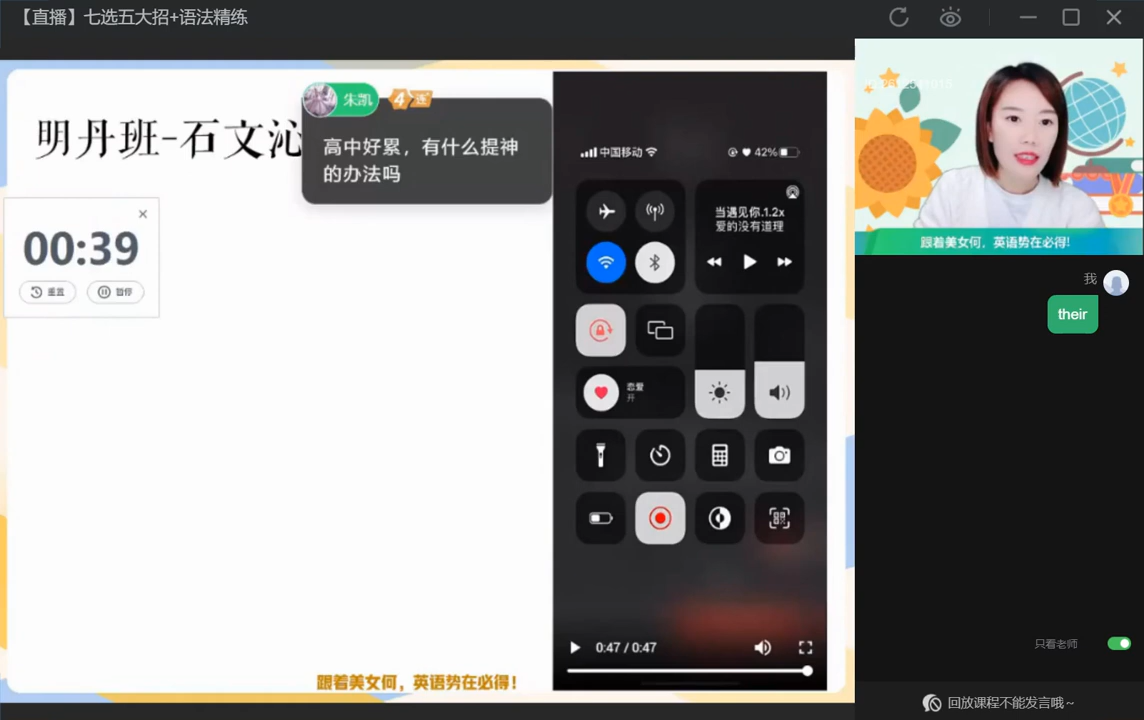 【直播】七选五大招+语法精练
明丹班-石文沁
朱凯
4连
高中好累，有什么提神
的办法吗
00:39
重置
暂停
中国移动
42%
当遇见你.1.2x
爱的没有道理
恋爱
开
0:47 / 0:47
跟着美女何，英语势在必得!
跟着美女何，英语势在必得!
我
their
只看老师
回放课程不能发言哦~